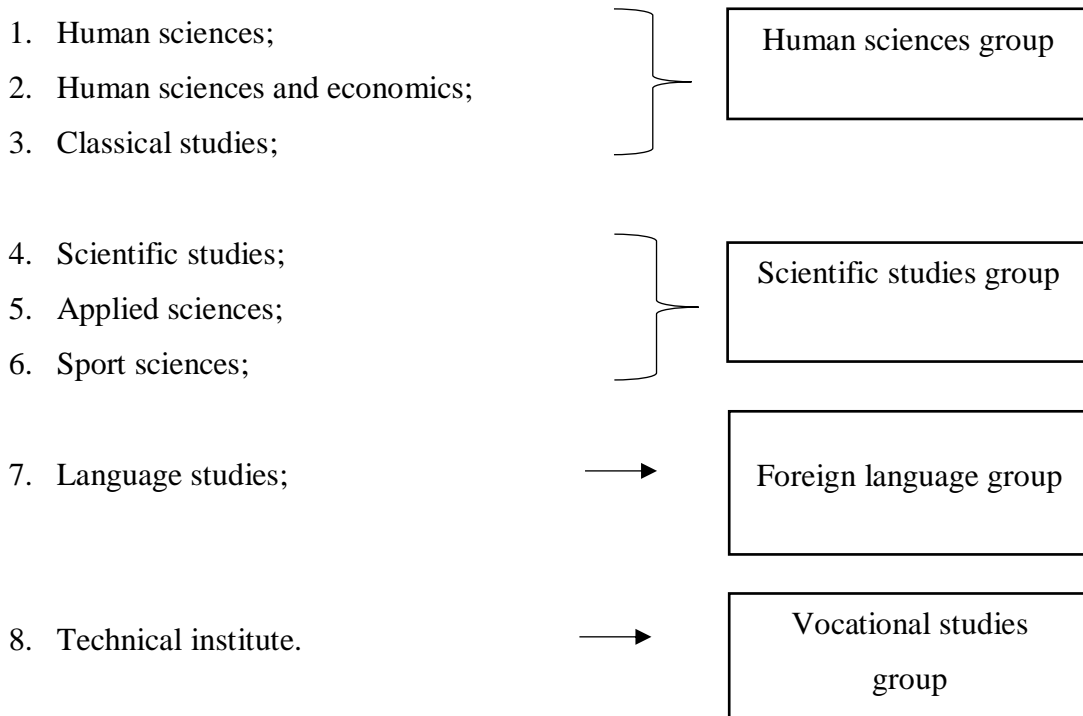 1. Human sciences;
2. Human sciences and economics;
3. Classical studies;
Human sciences group
4. Scientific studies;
5. Applied sciences;
6. Sport sciences;
Scientific studies group
7. Language studies;
Foreign language group
8. Technical institute.
Vocational studies
group